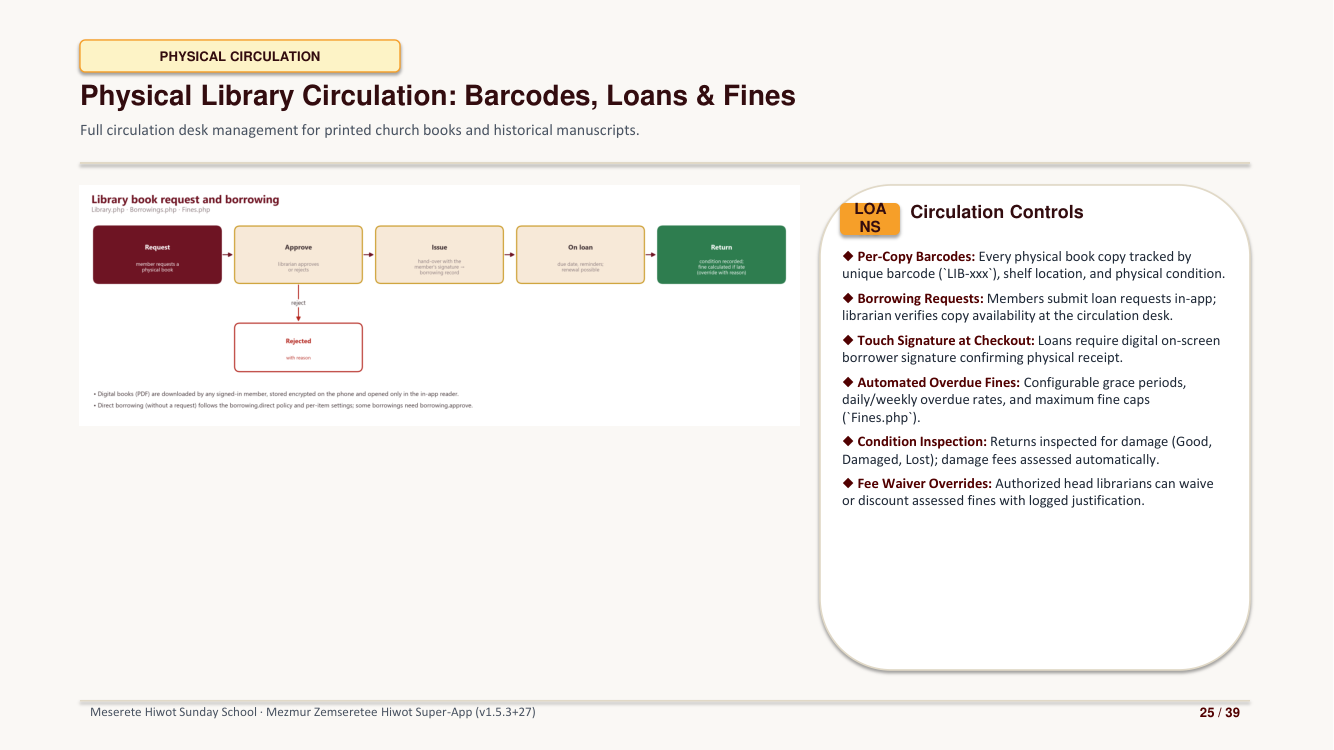 PHYSICAL CIRCULATION
Physical Library Circulation: Barcodes, Loans & Fines
Full circulation desk management for printed church books and historical manuscripts.
Library book request and borrowing
Library.php · Borrowings.php · Fines.php
Request
member requests a
physical book
Approve
librarian approves
or rejects
Issue
hand-over with the
member's signature →
borrowing record
On loan
due date, reminders;
renewal possible
Return
condition recorded;
fine calculated if late
(override with reason)
reject
Rejected
with reason
• Digital books (PDF) are downloaded by any signed-in member, stored encrypted on the phone and opened only in the in-app reader.
• Direct borrowing (without a request) follows the borrowing.direct policy and per-item settings; some borrowings need borrowing.approve.
LOA
NS
Circulation Controls
◆ Per-Copy Barcodes: Every physical book copy tracked by
unique barcode (`LIB-xxx`), shelf location, and physical condition.
◆ Borrowing Requests: Members submit loan requests in-app;
librarian verifies copy availability at the circulation desk.
◆ Touch Signature at Checkout: Loans require digital on-screen
borrower signature confirming physical receipt.
◆ Automated Overdue Fines: Configurable grace periods,
daily/weekly overdue rates, and maximum fine caps
(`Fines.php`).
◆ Condition Inspection: Returns inspected for damage (Good,
Damaged, Lost); damage fees assessed automatically.
◆ Fee Waiver Overrides: Authorized head librarians can waive
or discount assessed fines with logged justification.
Meserete Hiwot Sunday School · Mezmur Zemseretee Hiwot Super-App (v1.5.3+27)
25 / 39